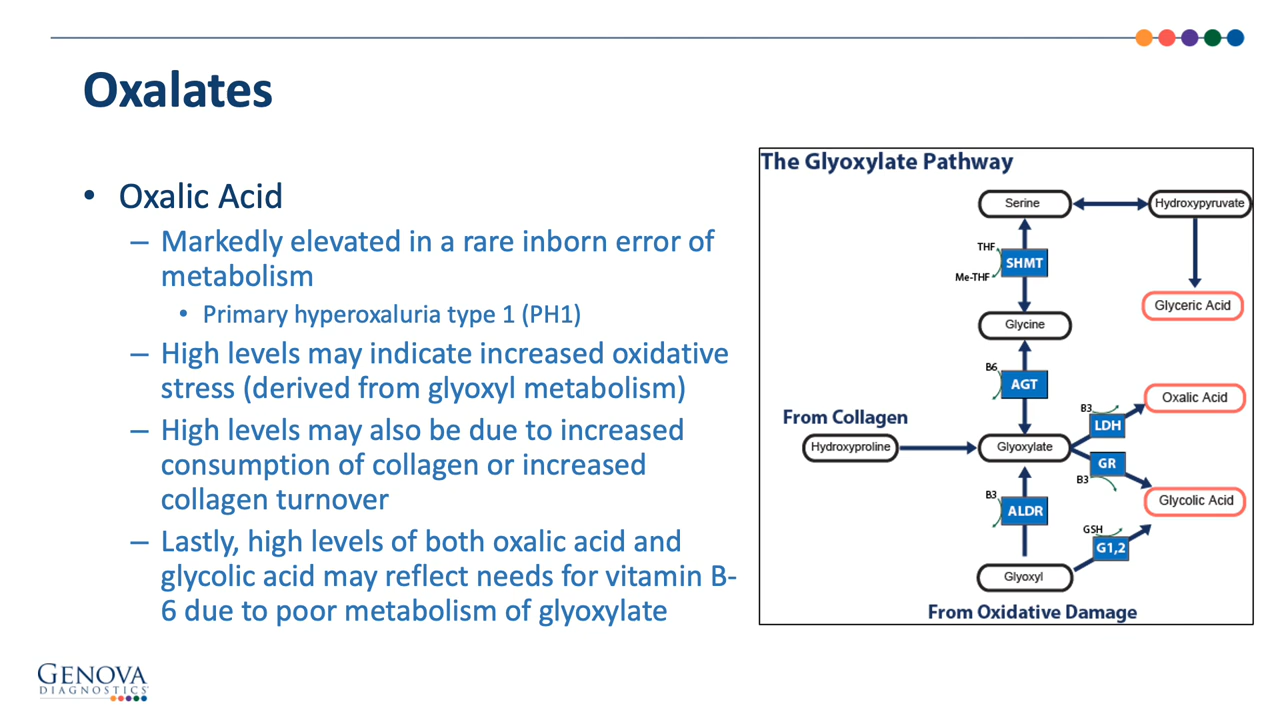 Oxalates
• Oxalic Acid
– Markedly elevated in a rare inborn error of
metabolism
• Primary hyperoxaluria type 1 (PH1)
– High levels may indicate increased oxidative
stress (derived from glyoxyl metabolism)
– High levels may also be due to increased
consumption of collagen or increased
collagen turnover
– Lastly, high levels of both oxalic acid and
glycolic acid may reflect needs for vitamin B-
6 due to poor metabolism of glyoxylate
The Glyoxylate Pathway
Serine
Hydroxypyruvate
THF
SHMT
Me-THF
Glyceric Acid
Glycine
B6
AGT
Oxalic Acid
B3
LDH
From Collagen
Hydroxyproline
Glyoxylate
GR
B3
Glycolic Acid
B3
ALDR
GSH
G1,2
Glyoxyl
From Oxidative Damage
GENOVA
DIAGNOSTICS